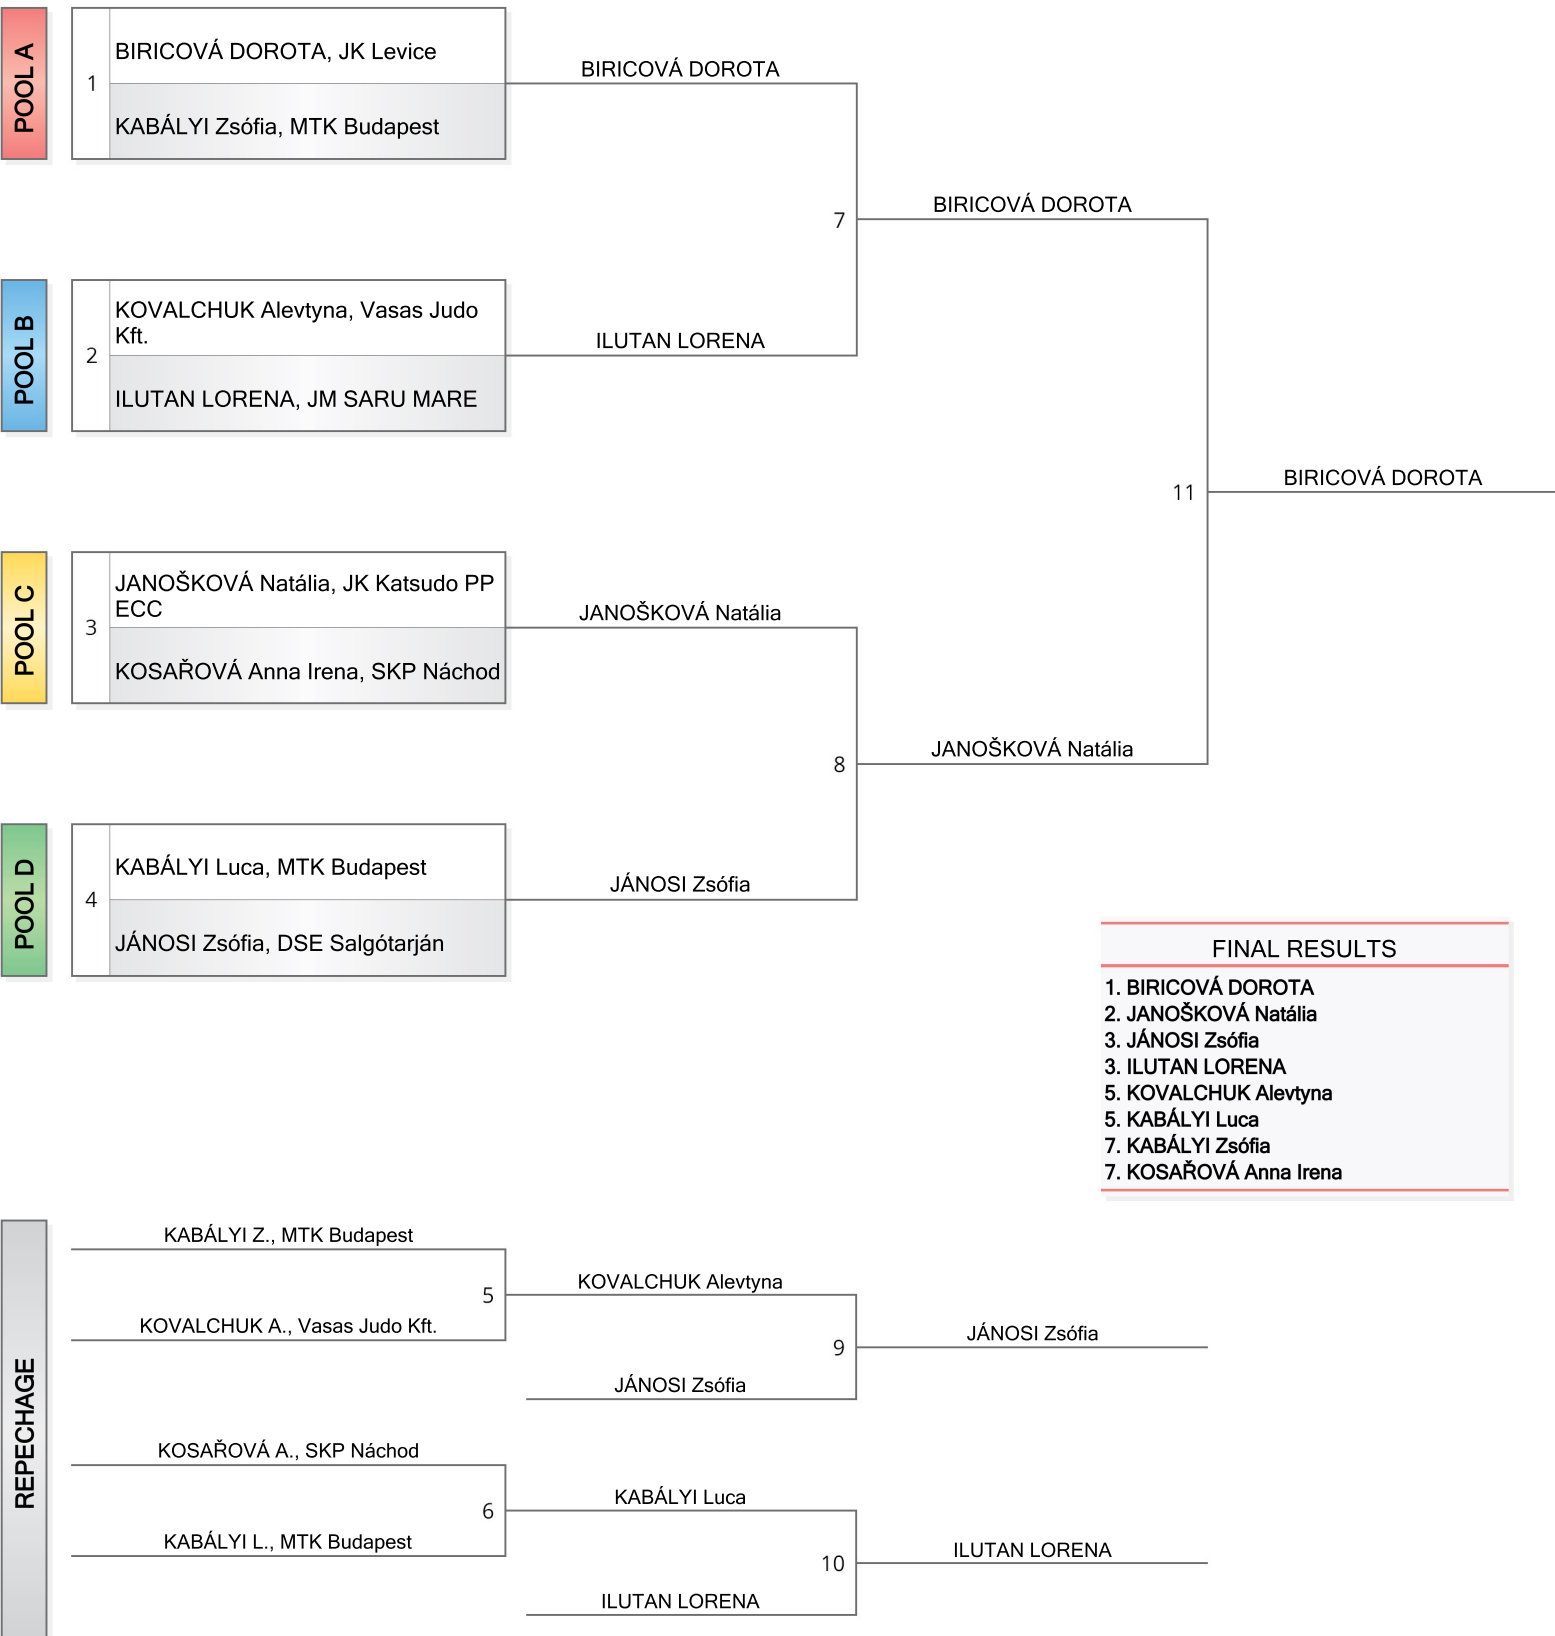 POOL A
1
BIRICOVÁ DOROTA, JK Levice
KABÁLYI Zsófia, MTK Budapest
BIRICOVÁ DOROTA
7
BIRICOVÁ DOROTA
POOL B
2
KOVALCHUK Alevtyna, Vasas Judo
Kft.
ILUTAN LORENA, JM SARU MARE
ILUTAN LORENA
11
BIRICOVÁ DOROTA
POOL C
3
JANOŠKOVÁ Natália, JK Katsudo PP
ECC
KOSAŘOVÁ Anna Irena, SKP Náchod
JANOŠKOVÁ Natália
8
JANOŠKOVÁ Natália
POOL D
4
KABÁLYI Luca, MTK Budapest
JÁNOSI Zsófia, DSE Salgótarján
JÁNOSI Zsófia
FINAL RESULTS
1. BIRICOVÁ DOROTA
2. JANOŠKOVÁ Natália
3. JÁNOSI Zsófia
3. ILUTAN LORENA
5. KOVALCHUK Alevtyna
5. KABÁLYI Luca
7. KABÁLYI Zsófia
7. KOSAŘOVÁ Anna Irena
REPECHAGE
KABÁLYI Z., MTK Budapest
5
KOVALCHUK A., Vasas Judo Kft.
KOVALCHUK Alevtyna
9
JÁNOSI Zsófia
JÁNOSI Zsófia
KOSAŘOVÁ A., SKP Náchod
6
KABÁLYI L., MTK Budapest
KABÁLYI Luca
10
ILUTAN LORENA
ILUTAN LORENA